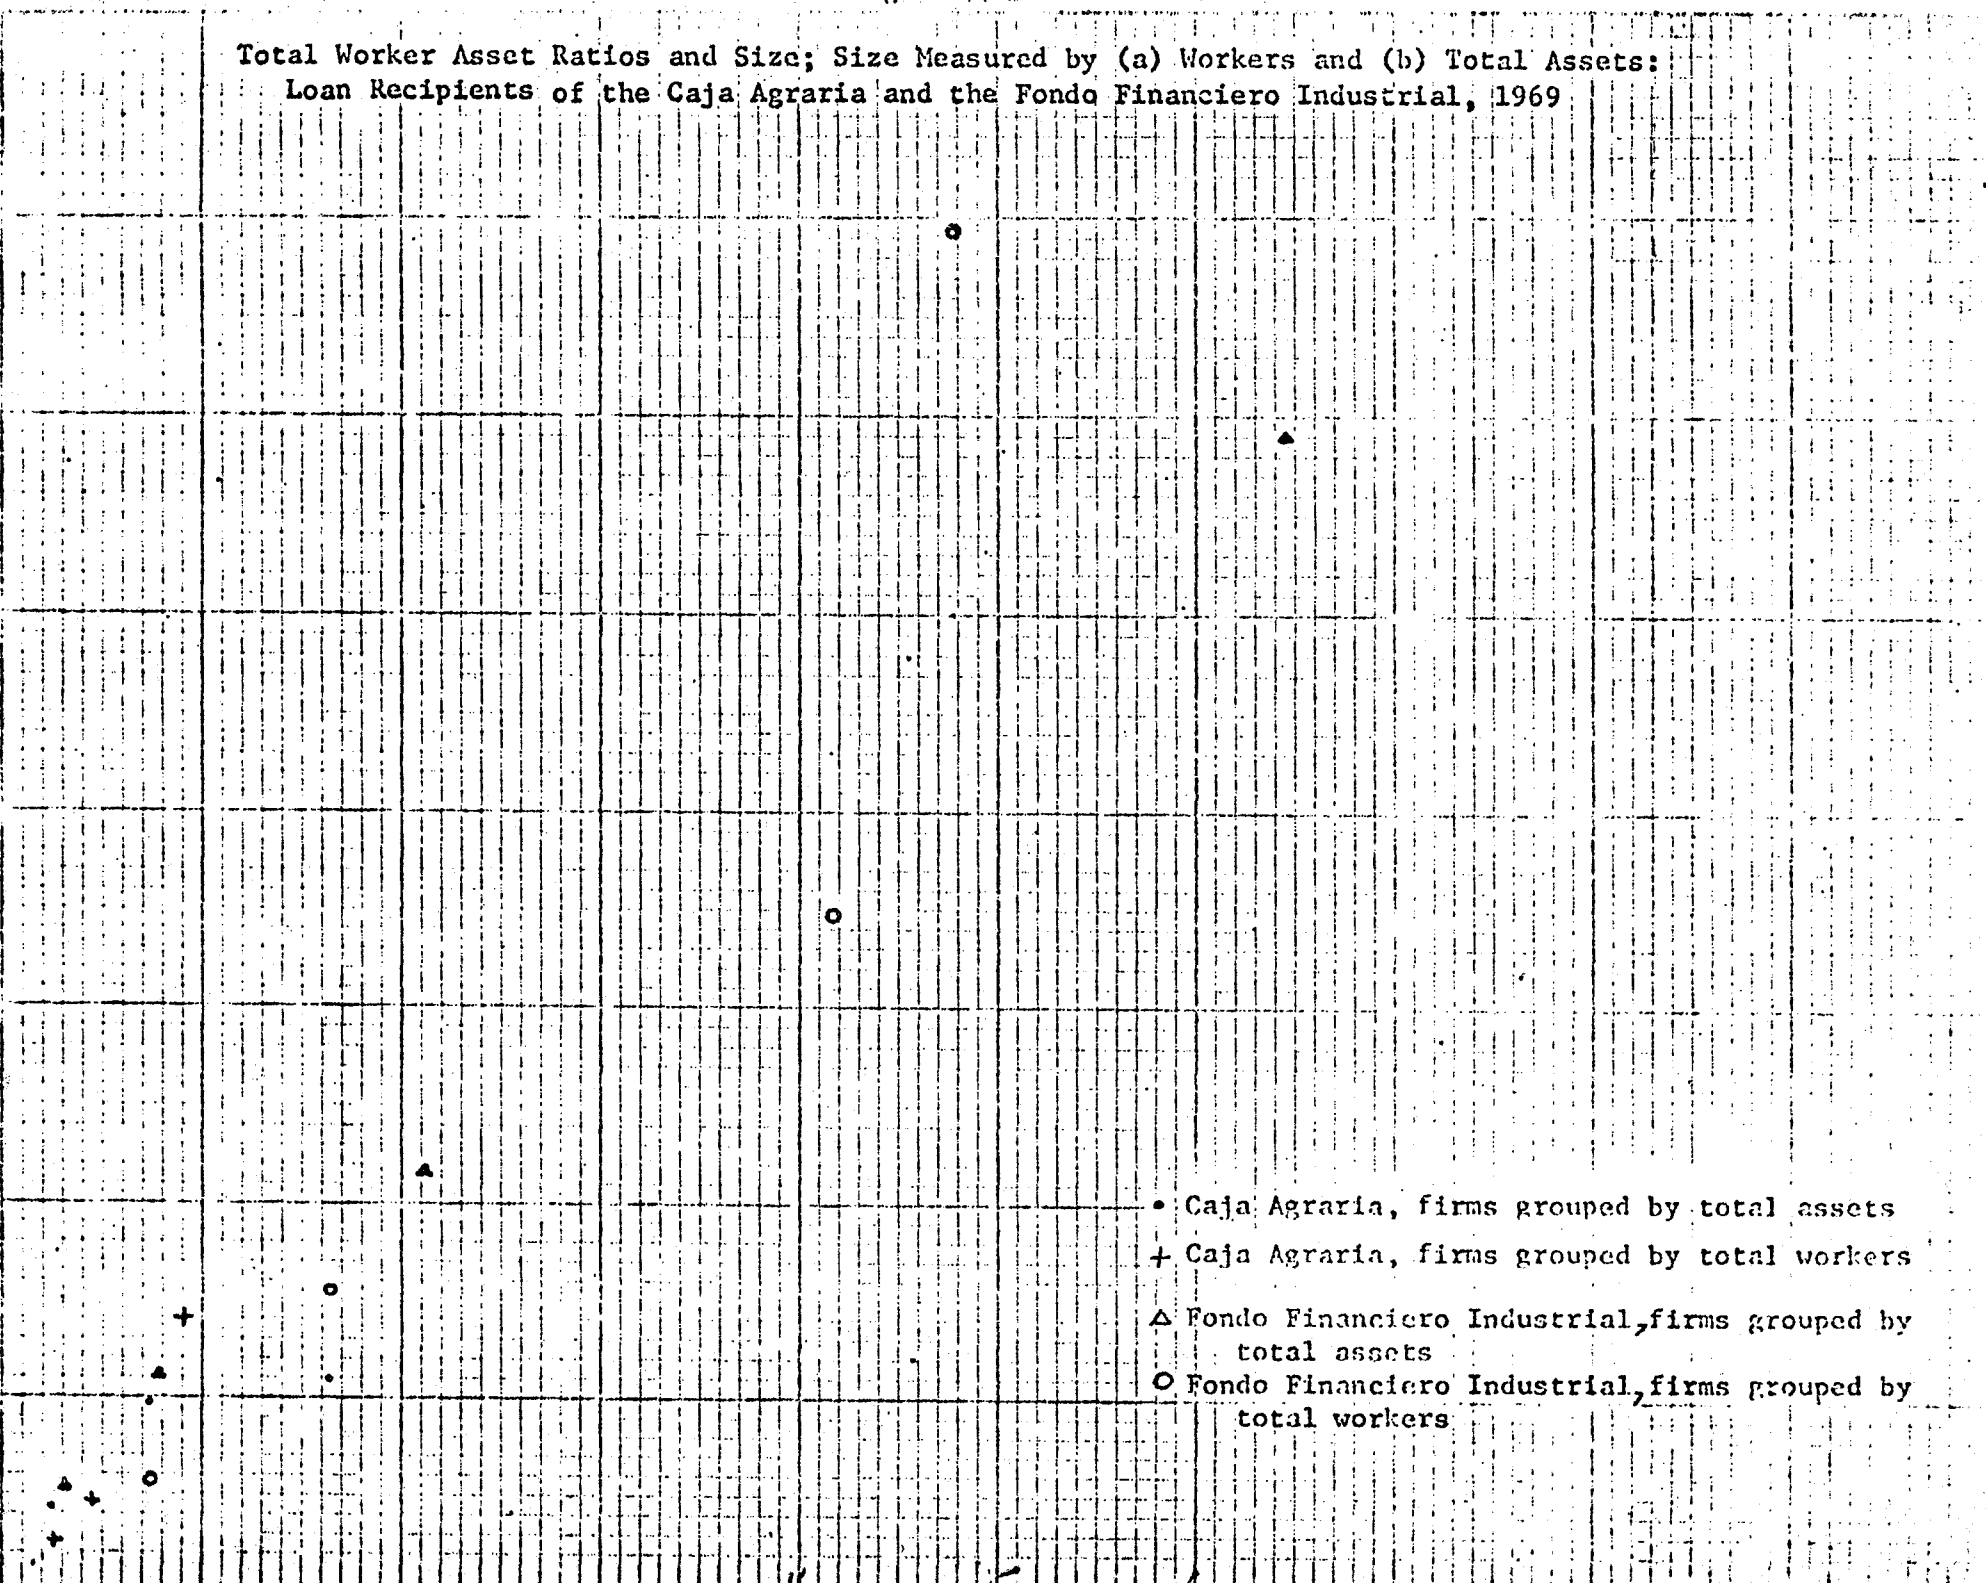 Total Worker Asset Ratios and Size; Size Measured by (a) Workers and (b) Total Assets:
Loan Recipients of the Caja Agraria and the Fondo Financiero Industrial, 1969
• Caja Agraria, firms grouped by total assets
+ Caja Agraria, firms grouped by total workers
△ Fondo Financiero Industrial, firms grouped by
total assets
○ Fondo Financiero Industrial, firms grouped by
total workers